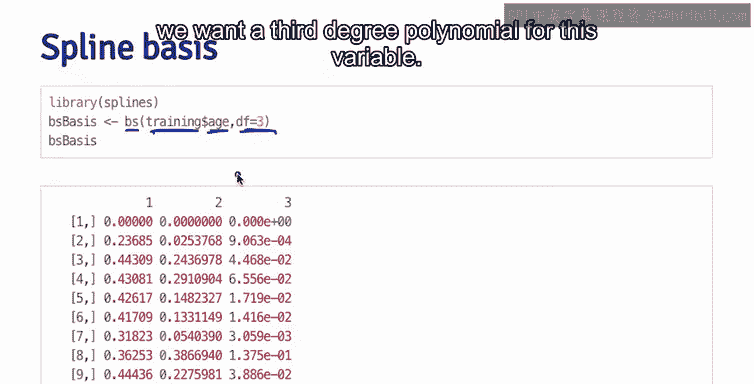 we want a third degree polynomial for this
variable.
Spline basis
library(splines)
bsBasis <- bs(training$age,df=3)
bsBasis
1 2 3
[1,] 0.00000 0.0000000 0.000e+00
[2,] 0.23685 0.0253768 9.063e-04
[3,] 0.44309 0.2436978 4.468e-02
[4,] 0.43081 0.2910904 6.556e-02
[5,] 0.42617 0.1482327 1.719e-02
[6,] 0.41709 0.1331149 1.416e-02
[7,] 0.31823 0.0540390 3.059e-03
[8,] 0.36253 0.3866940 1.375e-01
[9,] 0.44436 0.2275981 3.886e-02